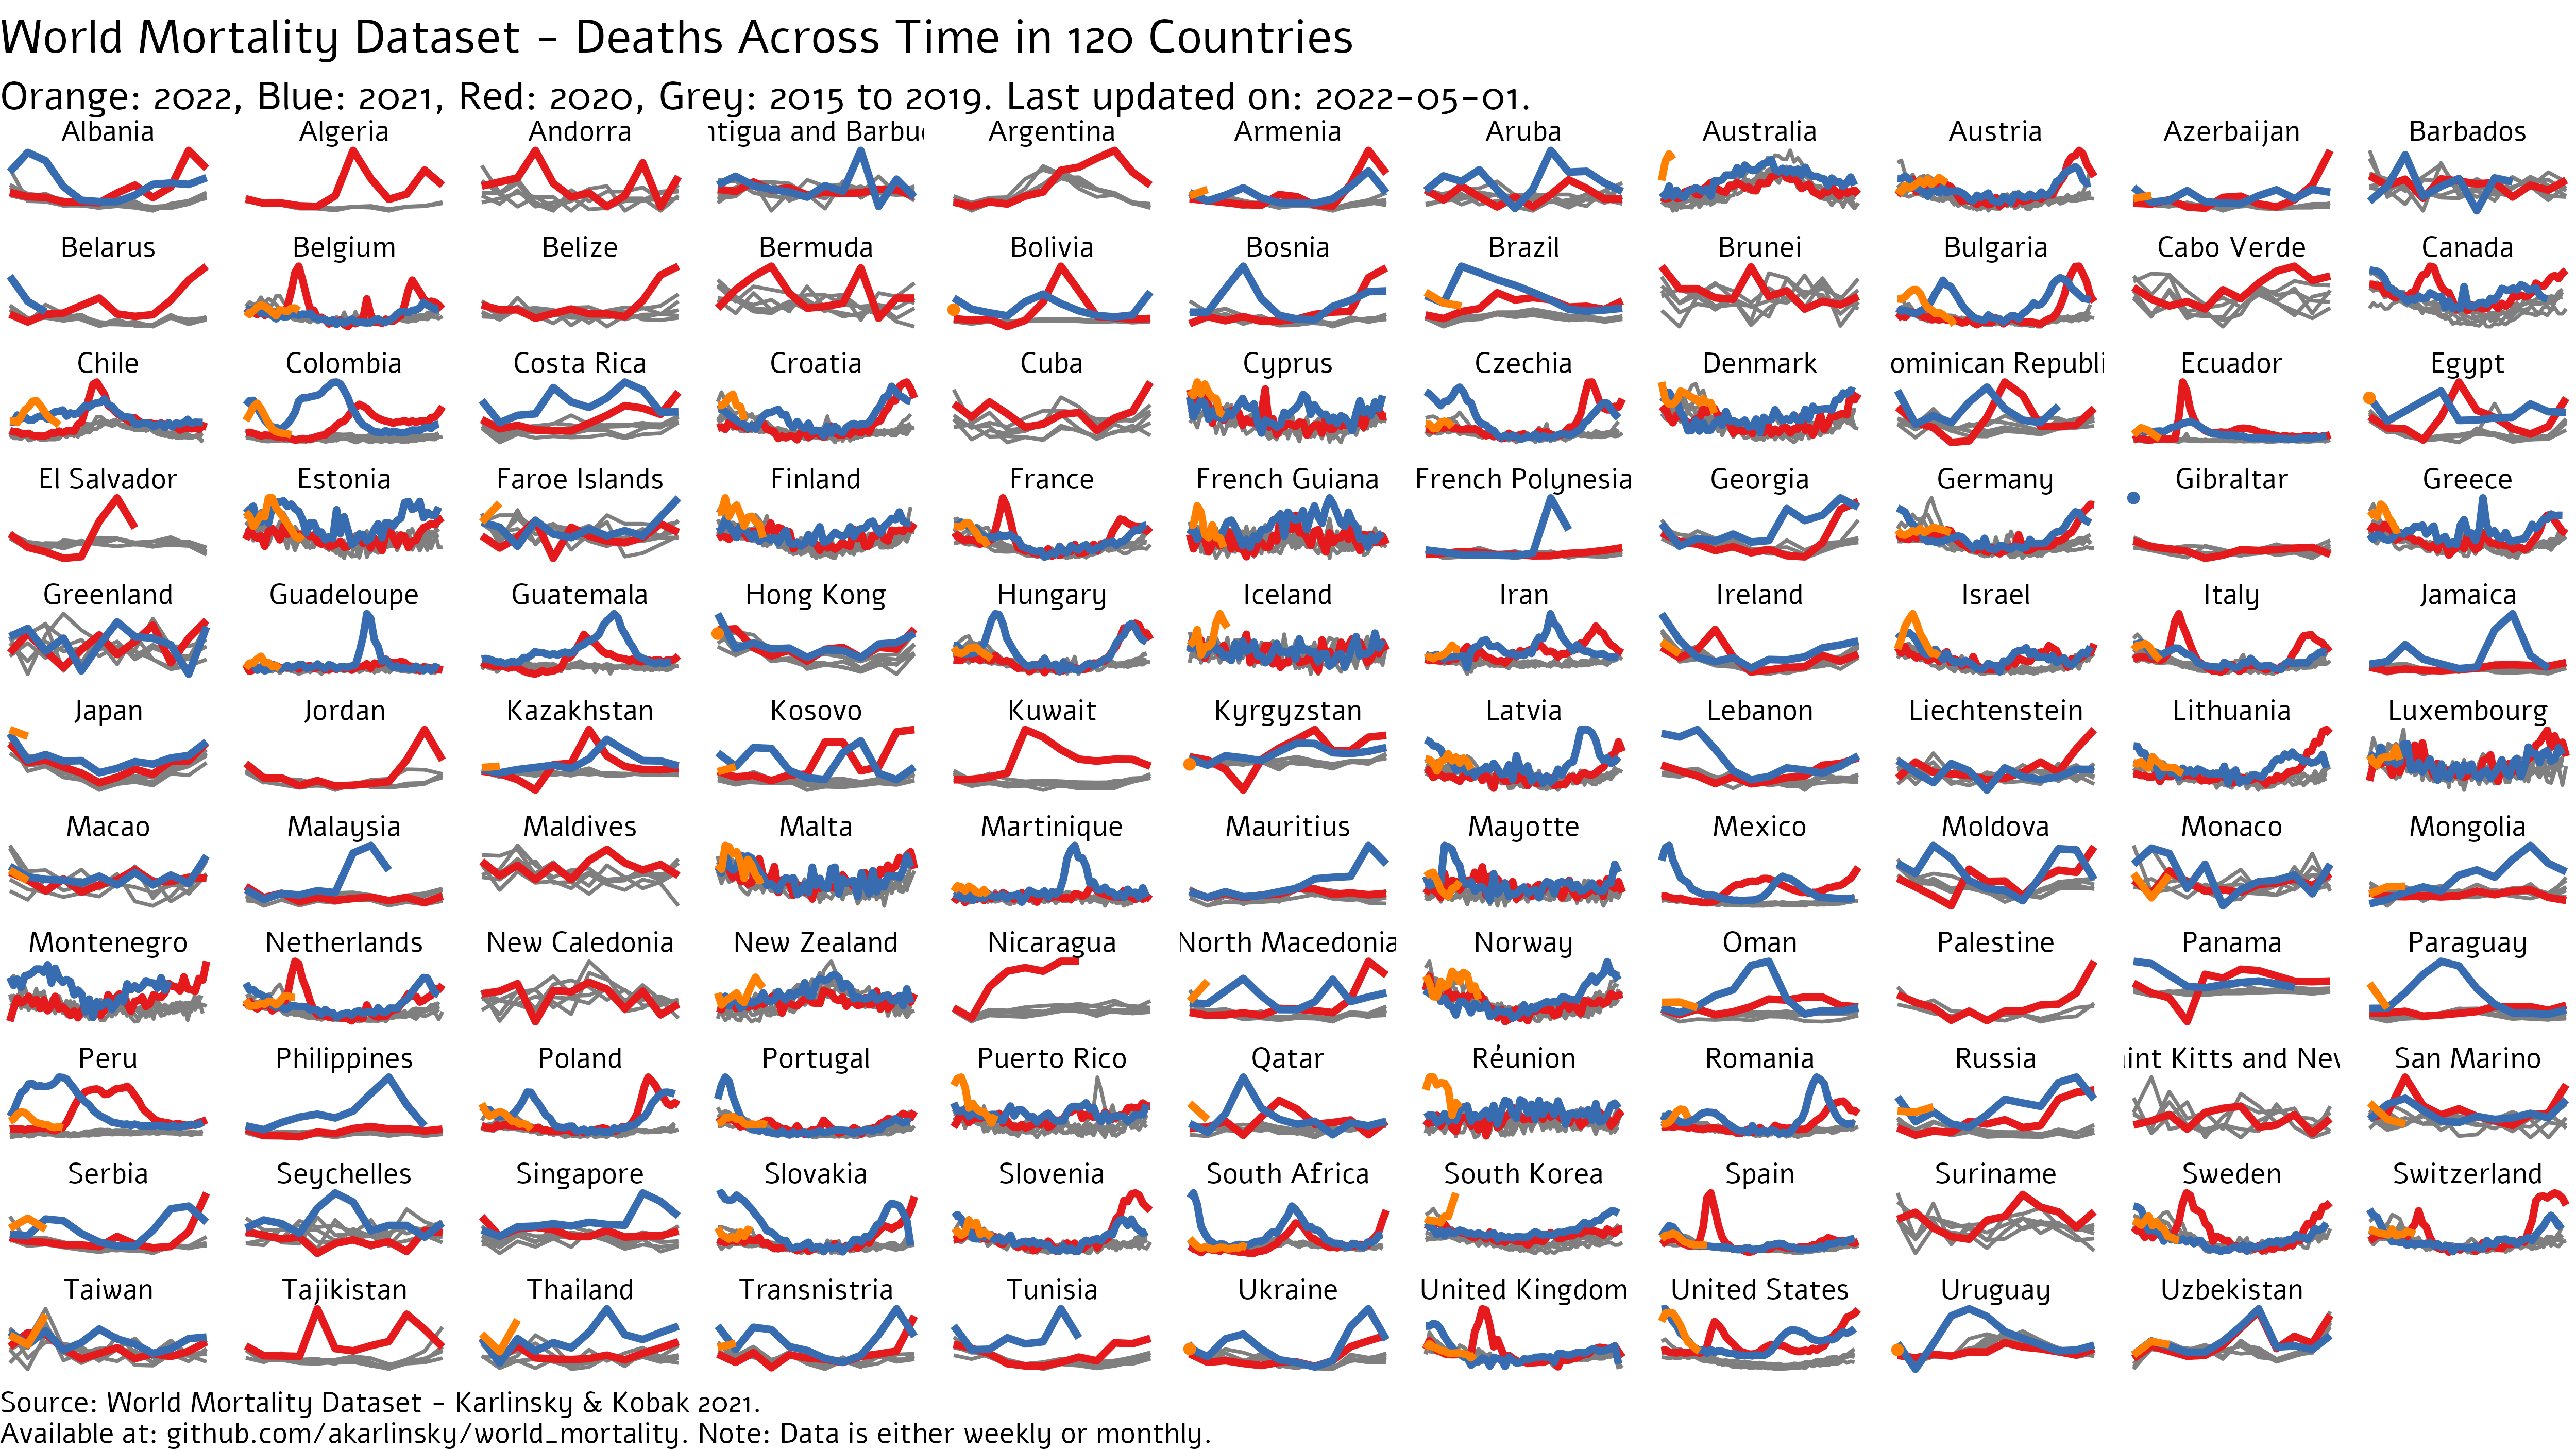 World Mortality Dataset - Deaths Across Time in 120 Countries
Orange: 2022, Blue: 2021, Red: 2020, Grey: 2015 to 2019. Last updated on: 2022-05-01.
Albania Algeria Andorra ntigua and Barbu Argentina Armenia Aruba Australia Austria Azerbaijan Barbados
Belarus Belgium Belize Bermuda Bolivia Bosnia Brazil Brunei Bulgaria Cabo Verde Canada
Chile Colombia Costa Rica Croatia Cuba Cyprus Czechia Denmark ominican Republi Ecuador Egypt
El Salvador Estonia Faroe Islands Finland France French Guiana French Polynesia Georgia Germany Gibraltar Greece
Greenland Guadeloupe Guatemala Hong Kong Hungary Iceland Iran Ireland Israel Italy Jamaica
Japan Jordan Kazakhstan Kosovo Kuwait Kyrgyzstan Latvia Lebanon Liechtenstein Lithuania Luxembourg
Macao Malaysia Maldives Malta Martinique Mauritius Mayotte Mexico Moldova Monaco Mongolia
Montenegro Netherlands New Caledonia New Zealand Nicaragua North Macedonia Norway Oman Palestine Panama Paraguay
Peru Philippines Poland Portugal Puerto Rico Qatar Réunion Romania Russia int Kitts and Nev San Marino
Serbia Seychelles Singapore Slovakia Slovenia South Africa South Korea Spain Suriname Sweden Switzerland
Taiwan Tajikistan Thailand Transnistria Tunisia Ukraine United Kingdom United States Uruguay Uzbekistan
Source: World Mortality Dataset - Karlinsky & Kobak 2021.
Available at: github.com/akarlinsky/world_mortality. Note: Data is either weekly or monthly.